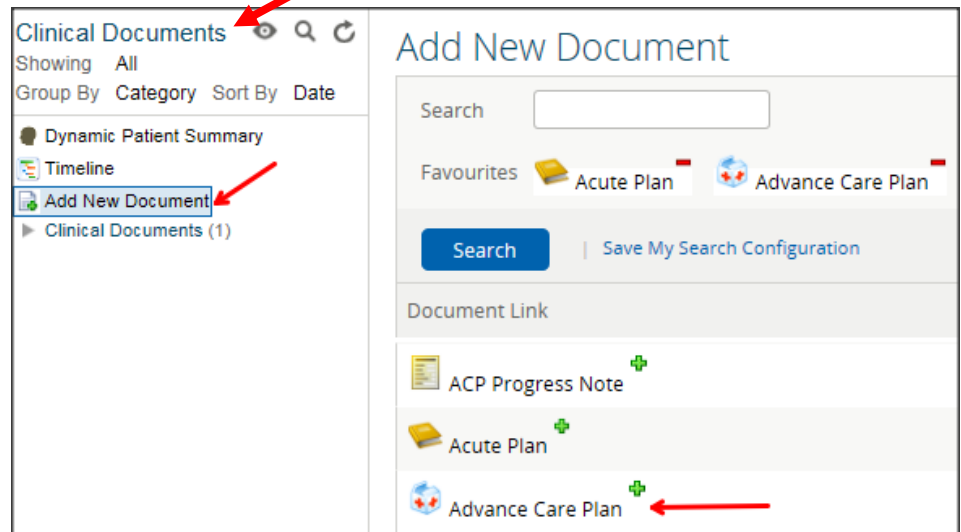 Clinical Documents
Showing All
Group By Category Sort By Date
Dynamic Patient Summary
Timeline
Add New Document
Clinical Documents (1)
Add New Document
Search
Favourites Acute Plan Advance Care Plan
Search | Save My Search Configuration
Document Link
ACP Progress Note
Acute Plan
Advance Care Plan